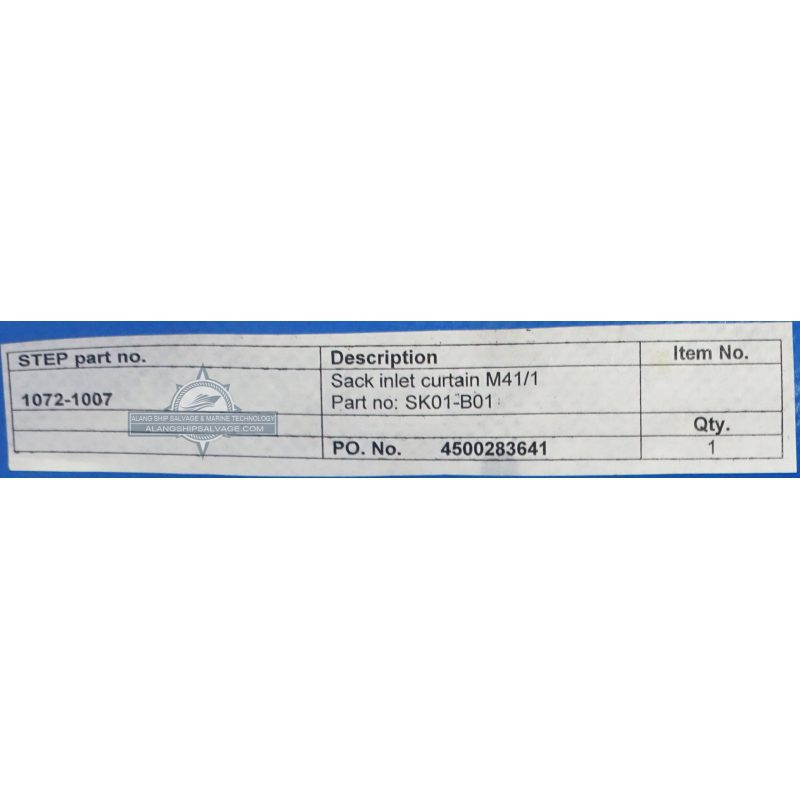 STEP part no. Description Item No.
Sack inlet curtain M41/1
1072-1007 Part no: SK01-B01
ALANG SHIP SALVAGE & MARINE TECHNOLOGY
ALANGSHIPSALVAGE.COM
Qty.
PO. No. 4500283641 1